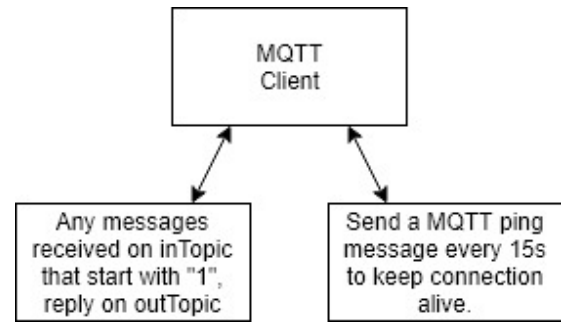 MQTT
Client
Any messages
received on inTopic
that start with "1",
reply on outTopic
Send a MQTT ping
message every 15s
to keep connection
alive.